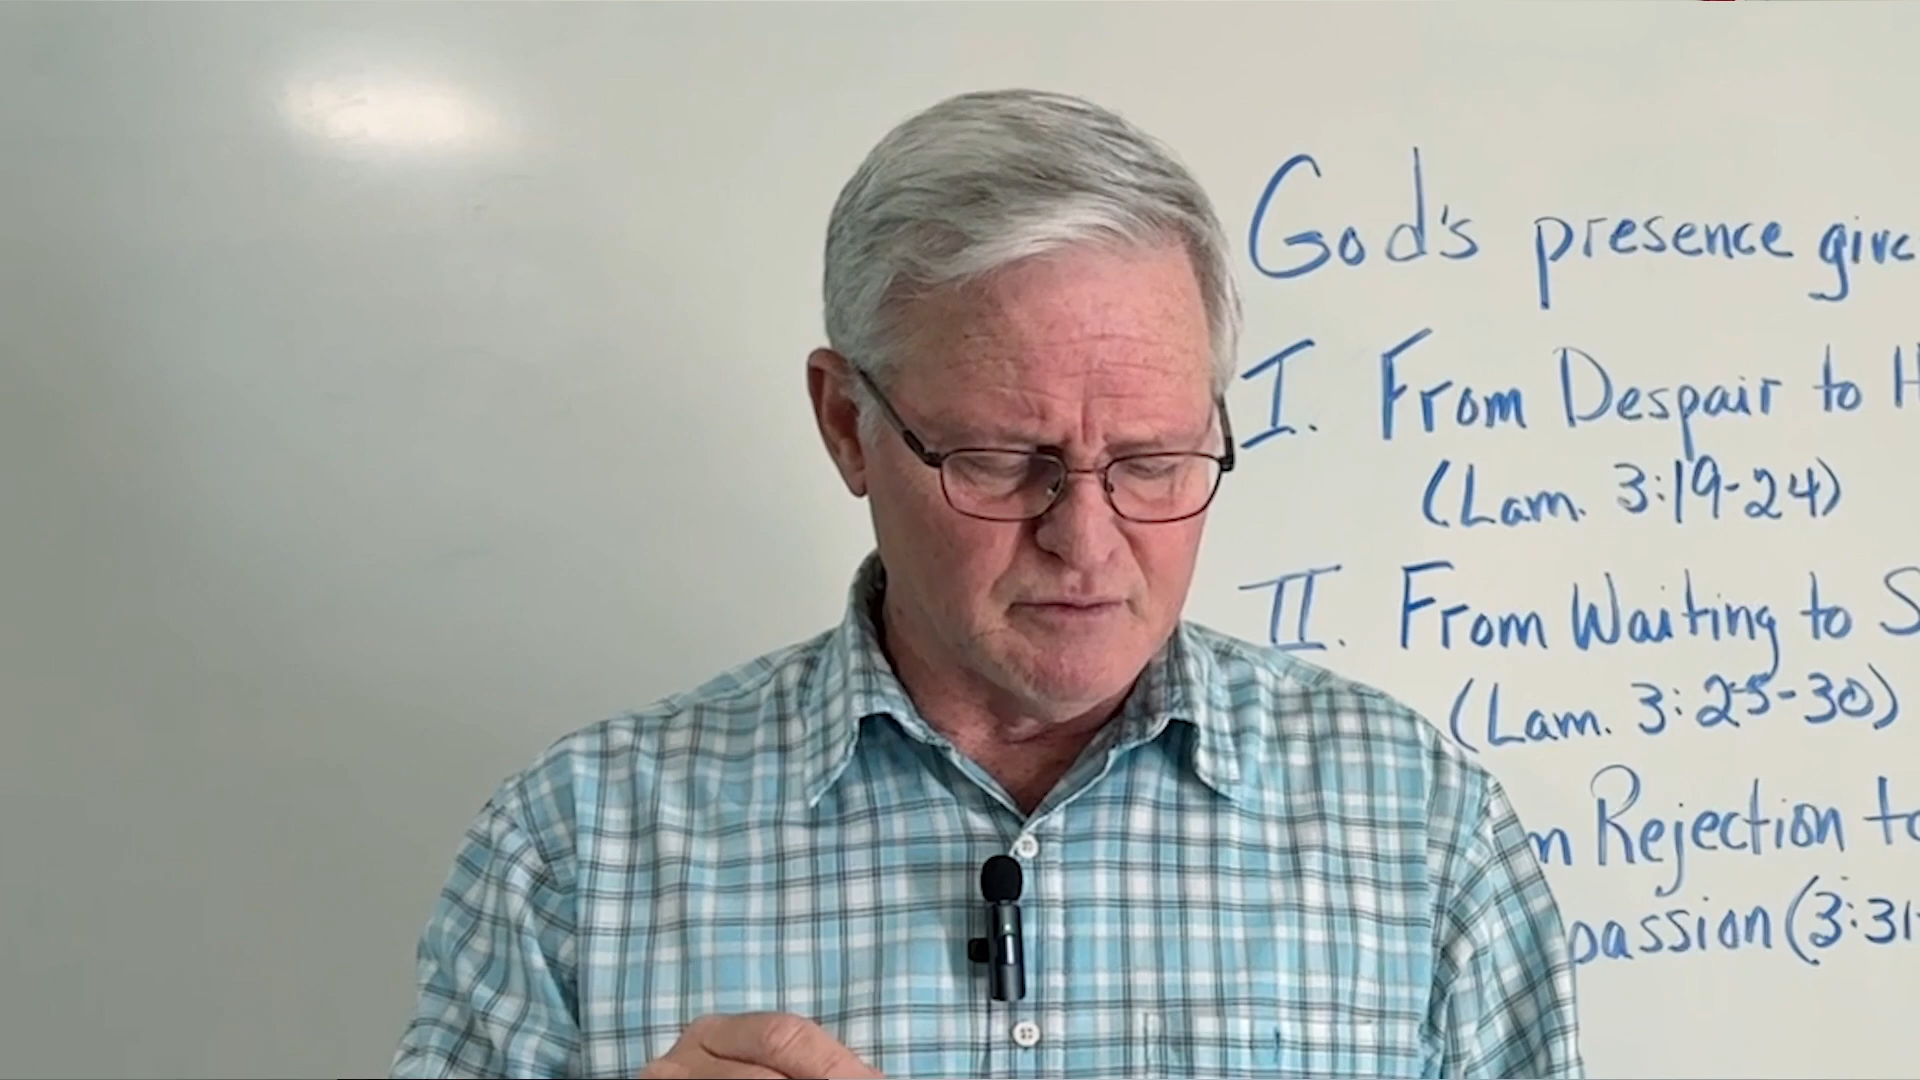 God's presence give
I. From Despair to H
(Lam. 3:19-24)
II. From Waiting to S
(Lam. 3:25-30)
m Rejection to
passion (3:31-